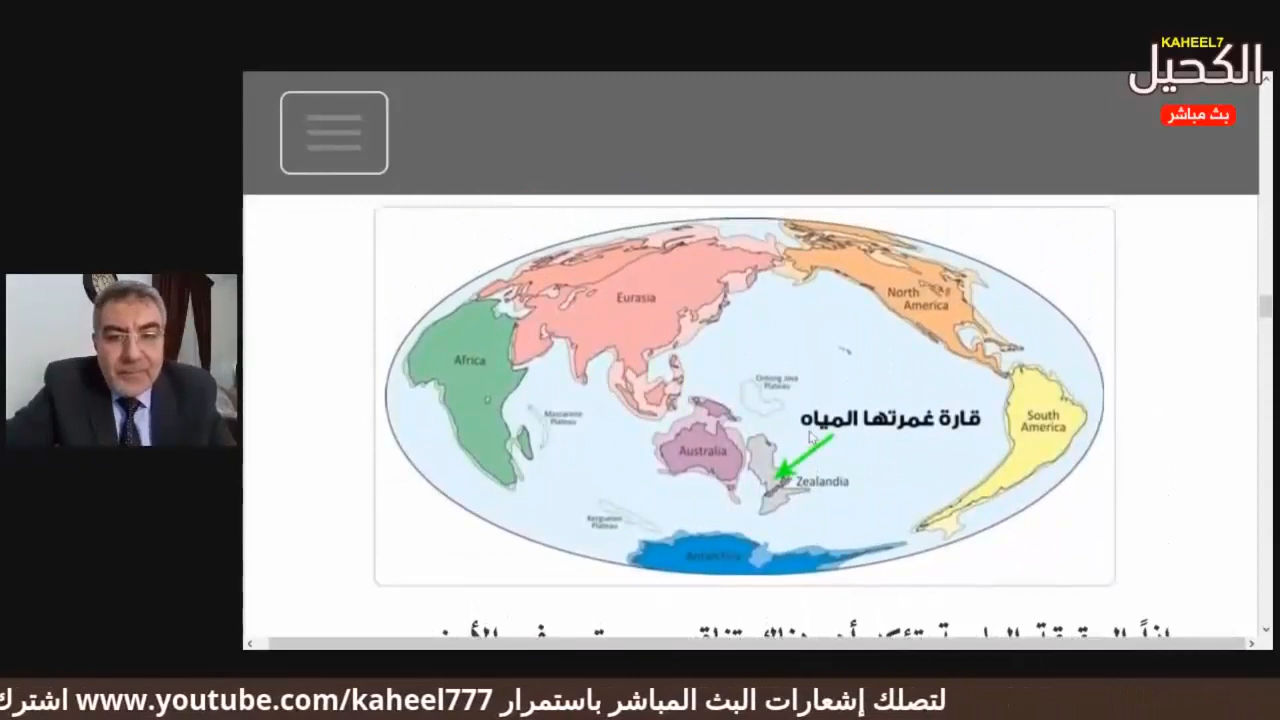 KAHEEL7
الكحيل
بث مباشر
Eurasia
North
America
Africa
Ontong Java
Plateau
Mascarene
Plateau
قارة غمرتها المياه
South
America
Australia
Zealandia
Kerguelen
Plateau
Antarctica
لتصلك إشعارات البث المباشر باستمرار www.youtube.com/kaheel777 اشترك